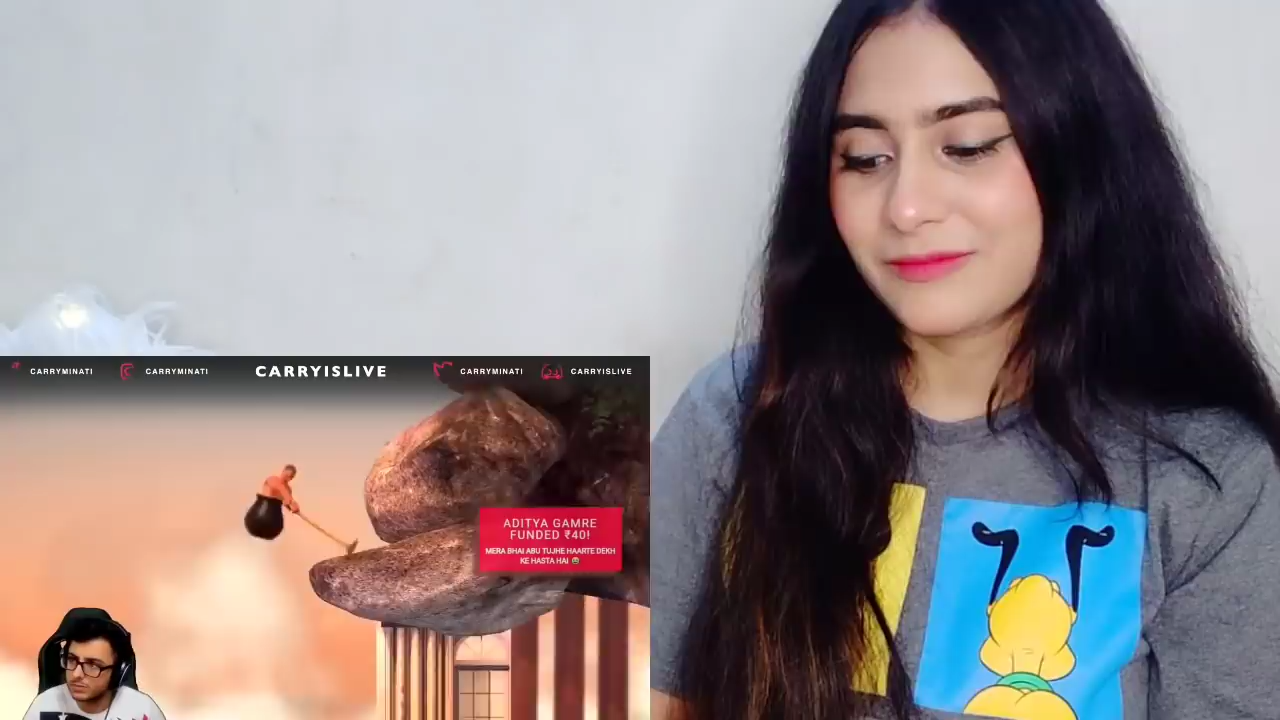 CARRYMINATI CARRYMINATI CARRYISLIVE CARRYMINATI CARRYISLIVE
ADITYA GAMRE
FUNDED ₹40!
MERA BHAI ABU TUJHE HAARTE DEKH
KE HASTA HAI 😂